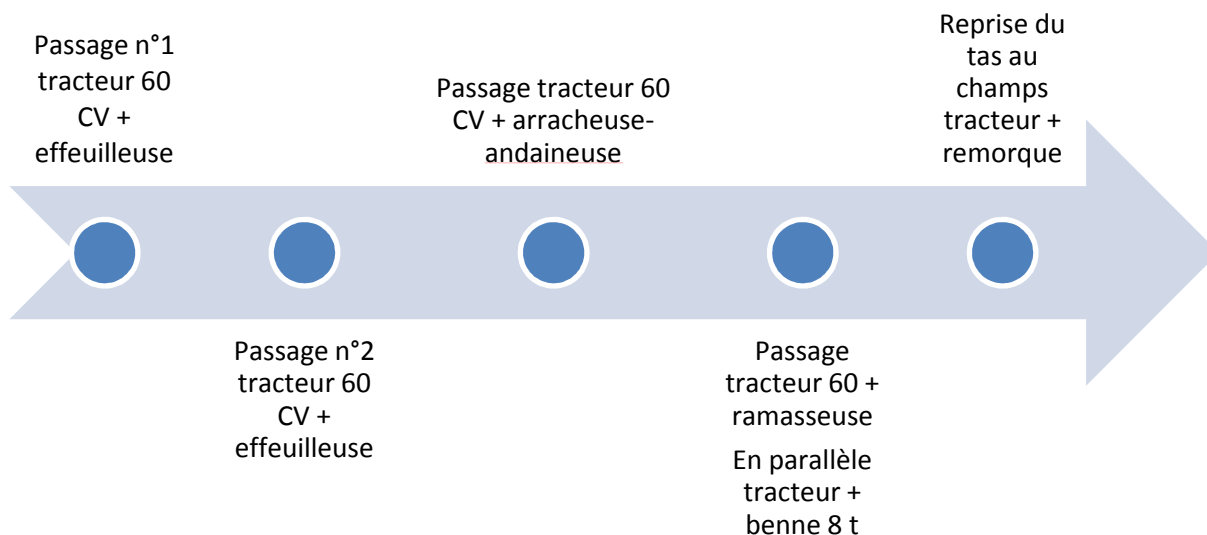 Passage n°1
tracteur 60
CV +
effeuilleuse
Passage n°2
tracteur 60
CV +
effeuilleuse
Passage tracteur 60
CV + arracheuse-
andaineuse
Passage
tracteur 60 +
ramasseuse
En parallèle
tracteur +
benne 8 t
Reprise du
tas au
champs
tracteur +
remorque